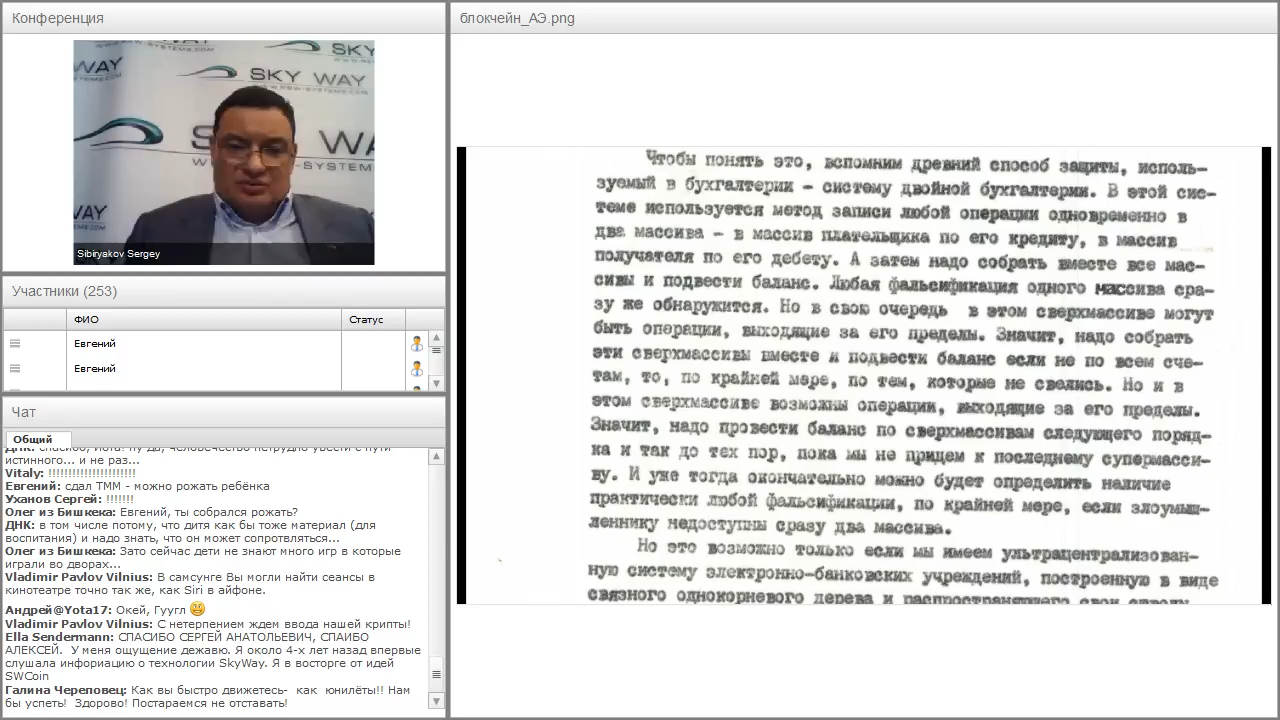 Конференция
SKY WAY
Sibiryakov Sergey
Участники (253)
ФИО
Статус
Евгений
Евгений
Чат
Общий
истинного... и не раз...
Vitaly: !!!!!!!!!!!!!!!!!!!!!!
Евгений: сдал ТММ - можно рожать ребенка
Уханов Сергей: !!!!!!!
Олег из Бишкека: Евгений, ты собрался рожать?
ДНК: в том числе потому, что дитя как бы тоже материал (для
воспитания) и надо знать, что он может сопротвляться...
Олег из Бишкека: Зато сейчас дети не знают много игр в которые
играли во дворах...
Vladimir Pavlov Vilnius: В самсунге Вы могли найти сеансы в
кинотеатре точно так же, как Siri в айфоне.
Андрей@Yota17: Окей, Гуугл
Vladimir Pavlov Vilnius: С нетерпением ждем ввода нашей крипты!
Ella Sendermann: СПАСИБО СЕРГЕЙ АНАТОЛЬЕВИЧ, СПАИБО
АЛЕКСЕЙ. У меня ощущение дежавю. Я около 4-х лет назад впервые
слушала инфориацию о технологии SkyWay. Я в восторге от идей
SWCoin
Галина Череповец: Как вы быстро движетесь- как юнилёты!! Нам
бы успеть! Здорово! Постараемся не отставать!
блокчейн_АЭ.png
Чтобы понять это, вспомним древний способ защиты, исполь-
зуемый в бухгалтерии – систему двойной бухгалтерии. В этой сис-
теме используется метод записи любой операции одновременно в
два массива – в массив плательщика по его кредиту, в массив
получателя по его дебету. А затем надо собрать вместе все мас-
сивы и подвести баланс. Любая фальсификация одного массива сра-
зу же обнаружится. Но в свою очередь в этом сверхмассиве могут
быть операции, выходящие за его пределы. Значит, надо собрать
эти сверхмассивы вместе и подвести баланс если не по всем сче-
там, то, по крайней мере, по тем, которые не свелись. Но и в
этом сверхмассиве возможны операции, выходящие за его пределы.
Значит, надо провести баланс по сверхмассивам следующего поряд-
ка и так до тех пор, пока мы не придем к последнему супермасси-
ву. И уже тогда окончательно можно будет определить наличие
практически любой фальсификации, по крайней мере, если злоумыш-
леннику недоступны сразу два массива.
Но это возможно только если мы имеем ультрацентрализован-
ную систему электронно-банковских учреждений, построенную в виде
связного однокорневого дерева и распространяющего свои